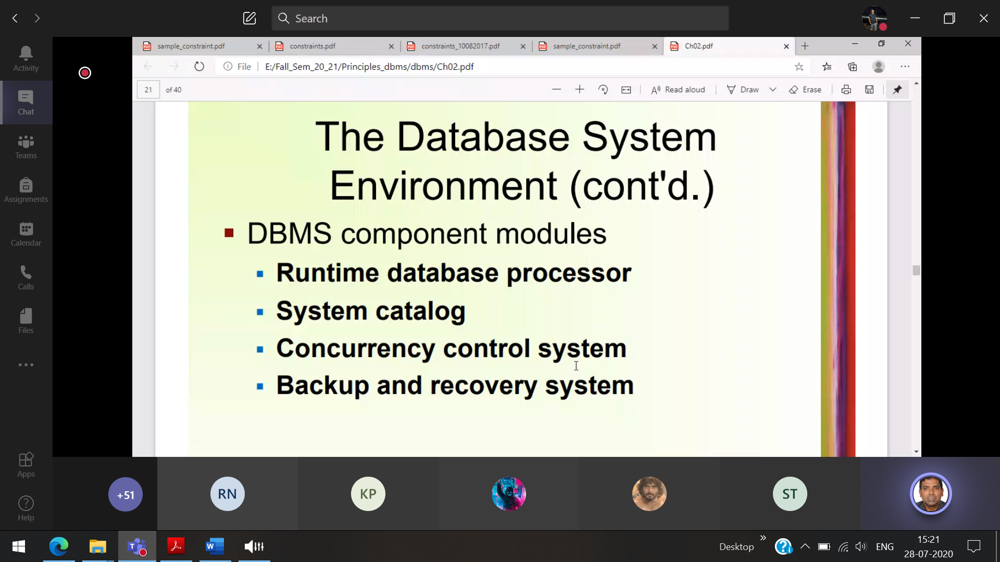 Search
Activity
Chat
Teams
Assignments
Calendar
Calls
Files
Apps
Help
sample_constraint.pdf
constraints.pdf
constraints_10082017.pdf
sample_constraint.pdf
Ch02.pdf
File
E:/Fall_Sem_20_21/Principles_dbms/dbms/Ch02.pdf
21 of 40
Read aloud
Draw
Erase
The Database System
Environment (cont'd.)
DBMS component modules
Runtime database processor
System catalog
Concurrency control system
Backup and recovery system
+51
RN
KP
ST
Desktop
ENG
15:21
28-07-2020